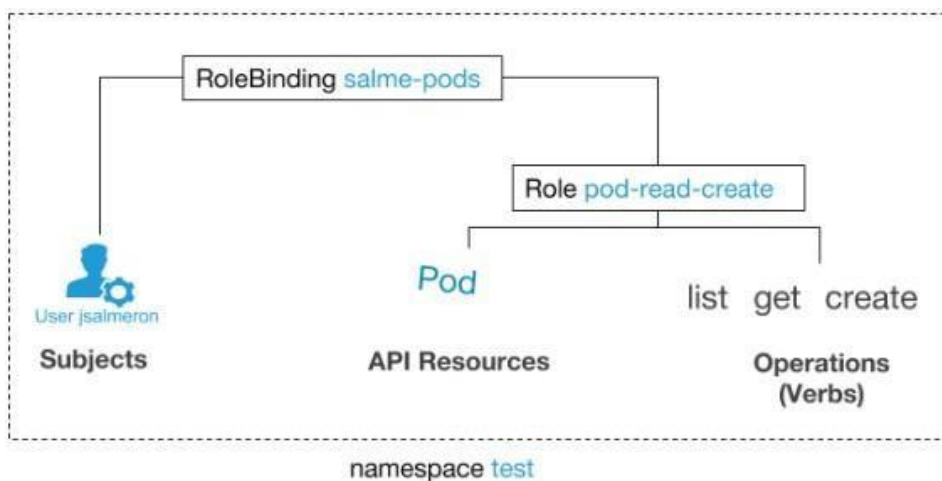 RoleBinding salme-pods
Role pod-read-create
Pod
list get create
User jsalmeron
Subjects
API Resources
Operations
(Verbs)
namespace test